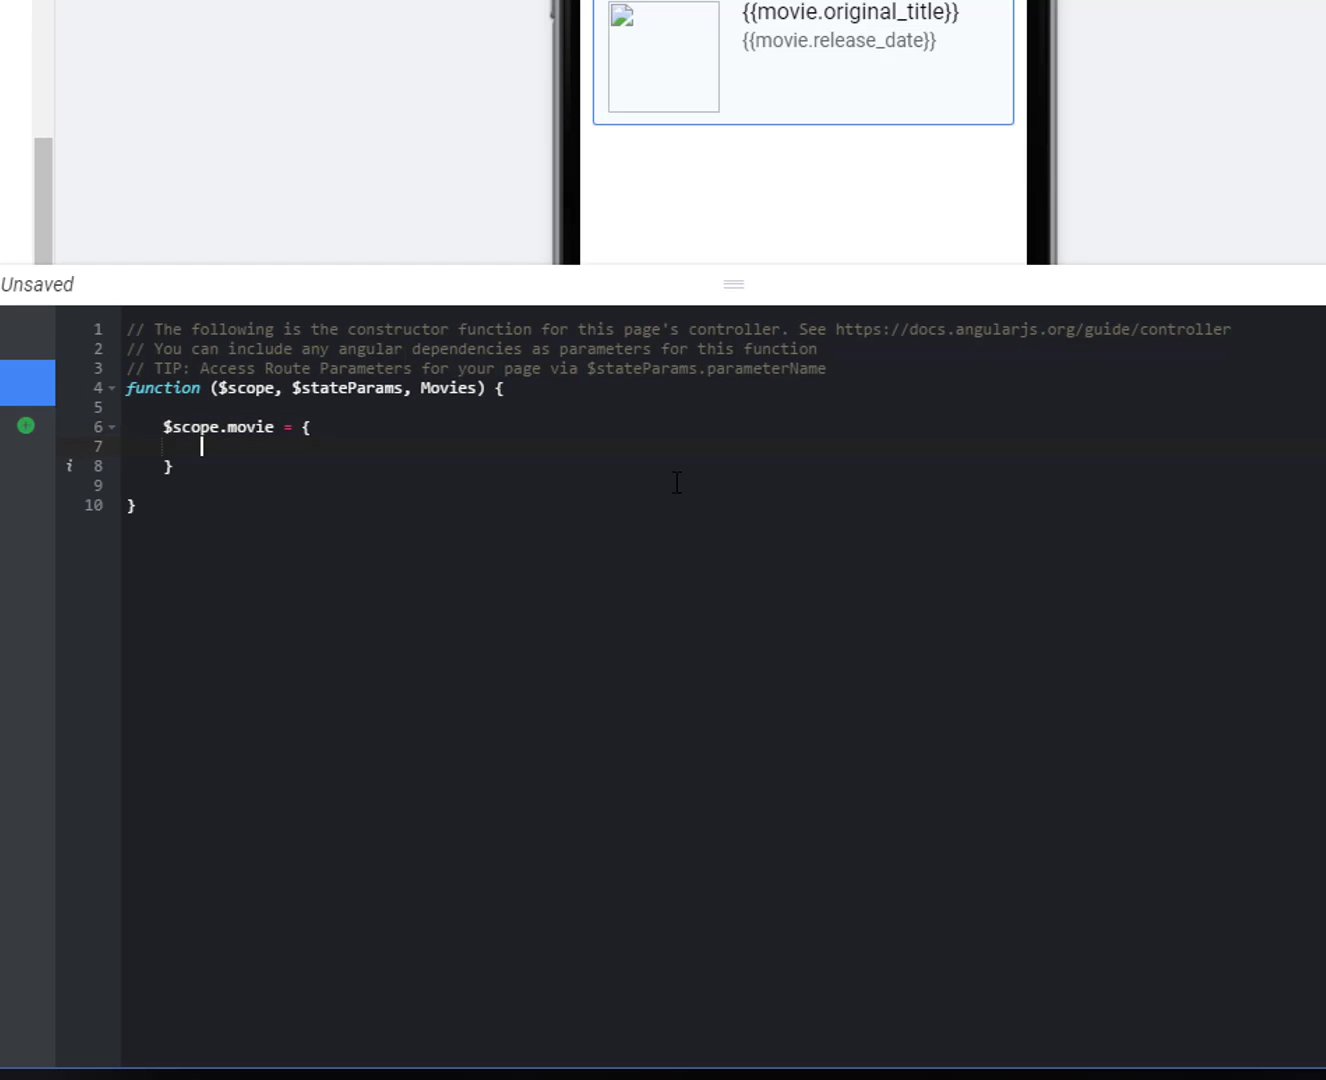 {{movie.original_title}}
{{movie.release_date}}
Unsaved
1 // The following is the constructor function for this page's controller. See https://docs.angularjs.org/guide/controller
2 // You can include any angular dependencies as parameters for this function
3 // TIP: Access Route Parameters for your page via $stateParams.parameterName
4 function ($scope, $stateParams, Movies) {
5
6 $scope.movie = {
7
i 8 }
9
10 }